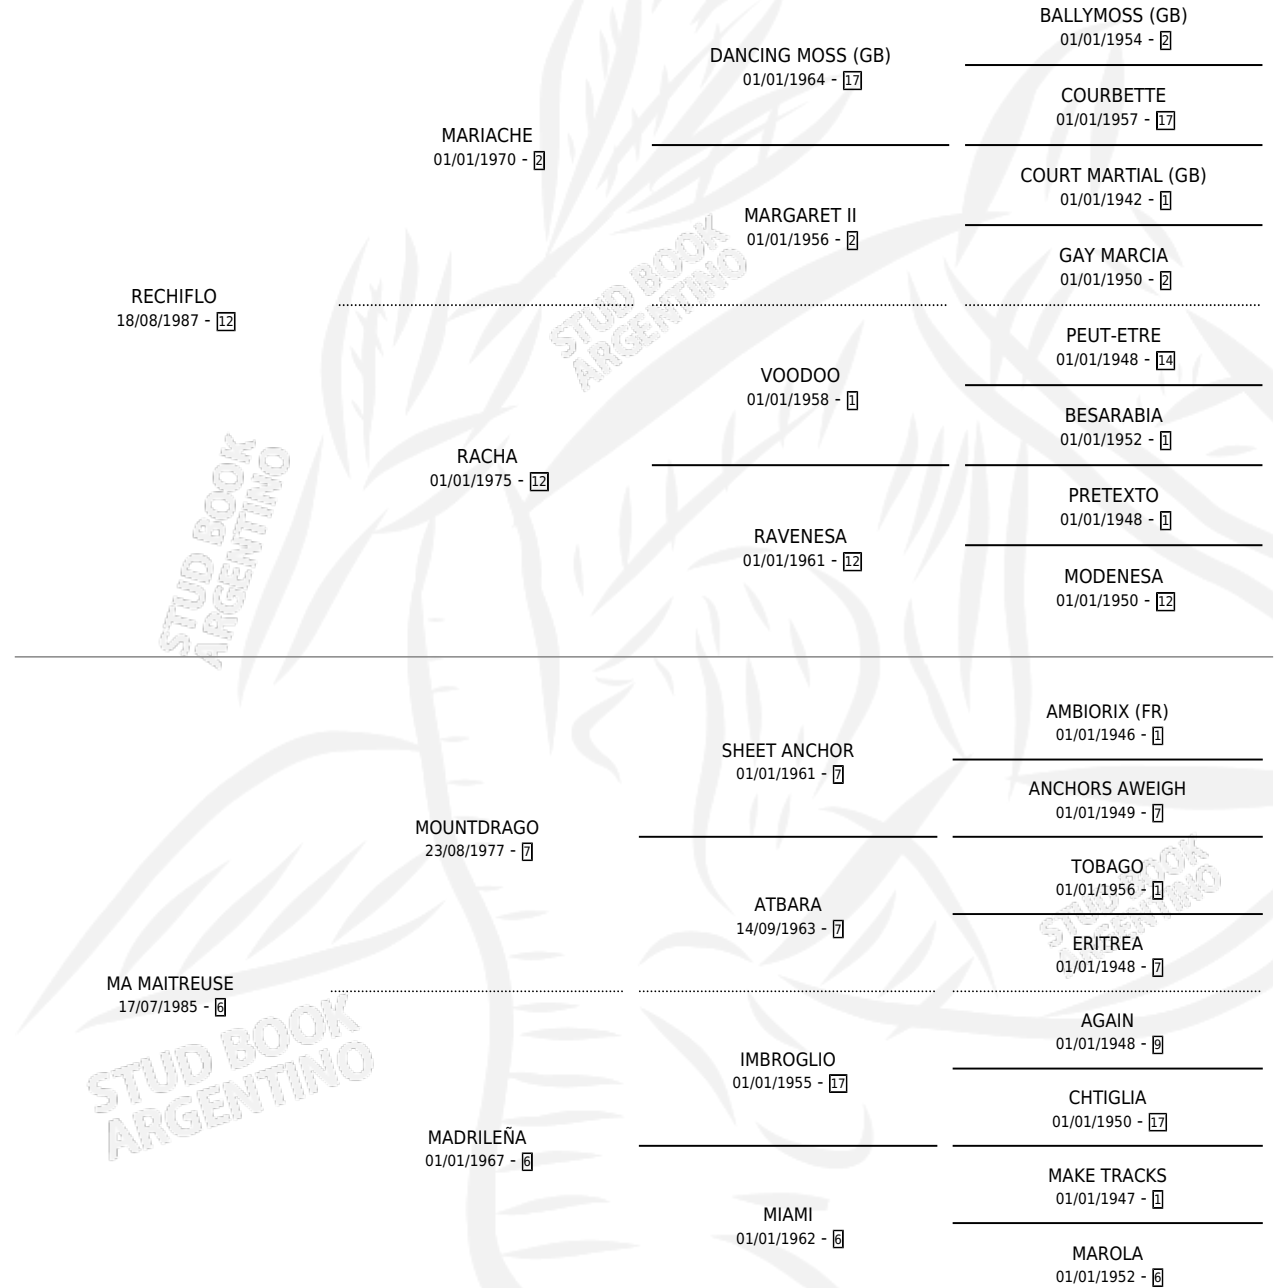 BALLYMOSS (GB)
01/01/1954 - 2
DANCING MOSS (GB)
01/01/1964 - 17
COURBETTE
01/01/1957 - 17
MARIACHE
01/01/1970 - 2
COURT MARTIAL (GB)
01/01/1942 - 1
MARGARET II
01/01/1956 - 2
GAY MARCIA
01/01/1950 - 2
RECHIFLO
18/08/1987 - 12
PEUT-ETRE
01/01/1948 - 14
VOODOO
01/01/1958 - 1
BESARABIA
01/01/1952 - 1
RACHA
01/01/1975 - 12
PRETEXTO
01/01/1948 - 1
RAVENESA
01/01/1961 - 12
MODENESA
01/01/1950 - 12
STUD BOOK
ARGENTINO
STUD BOOK
ARGENTINO
AMBIORIX (FR)
01/01/1946 - 1
SHEET ANCHOR
01/01/1961 - 7
ANCHORS AWEIGH
01/01/1949 - 7
MOUNTDRAGO
23/08/1977 - 7
TOBAGO
01/01/1956 - 1
ATBARA
14/09/1963 - 7
ERITREA
01/01/1948 - 7
STUD BOOK
ARGENTINO
MA MAITREUSE
17/07/1985 - 6
AGAIN
01/01/1948 - 9
IMBROGLIO
01/01/1955 - 17
CHTIGLIA
01/01/1950 - 17
MADRILEÑA
01/01/1967 - 6
MAKE TRACKS
01/01/1947 - 1
MIAMI
01/01/1962 - 6
MAROLA
01/01/1952 - 6
STUD BOOK
ARGENTINO